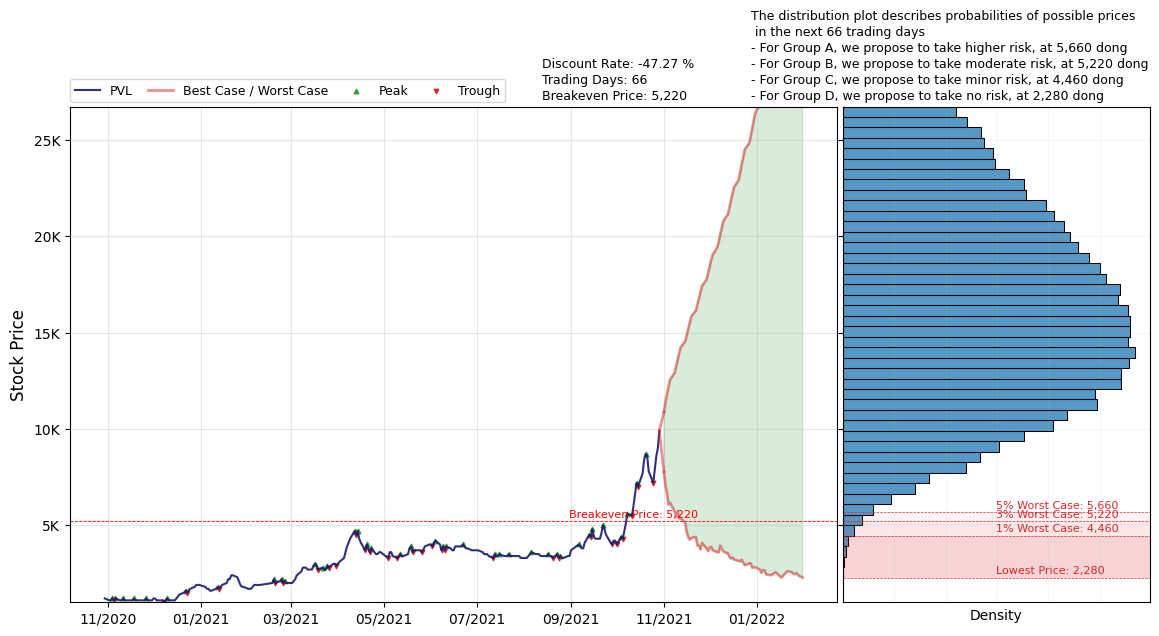 The distribution plot describes probabilities of possible prices
in the next 66 trading days
- For Group A, we propose to take higher risk, at 5,660 dong
- For Group B, we propose to take moderate risk, at 5,220 dong
- For Group C, we propose to take minor risk, at 4,460 dong
- For Group D, we propose to take no risk, at 2,280 dong
Discount Rate: -47.27 %
Trading Days: 66
Breakeven Price: 5,220
PVL
Best Case / Worst Case
Peak
Trough
Stock Price
25K
20K
15K
10K
5K
Breakeven Price: 5,220
11/2020
01/2021
03/2021
05/2021
07/2021
09/2021
11/2021
01/2022
5% Worst Case: 5,660
3% Worst Case: 5,220
1% Worst Case: 4,460
Lowest Price: 2,280
Density